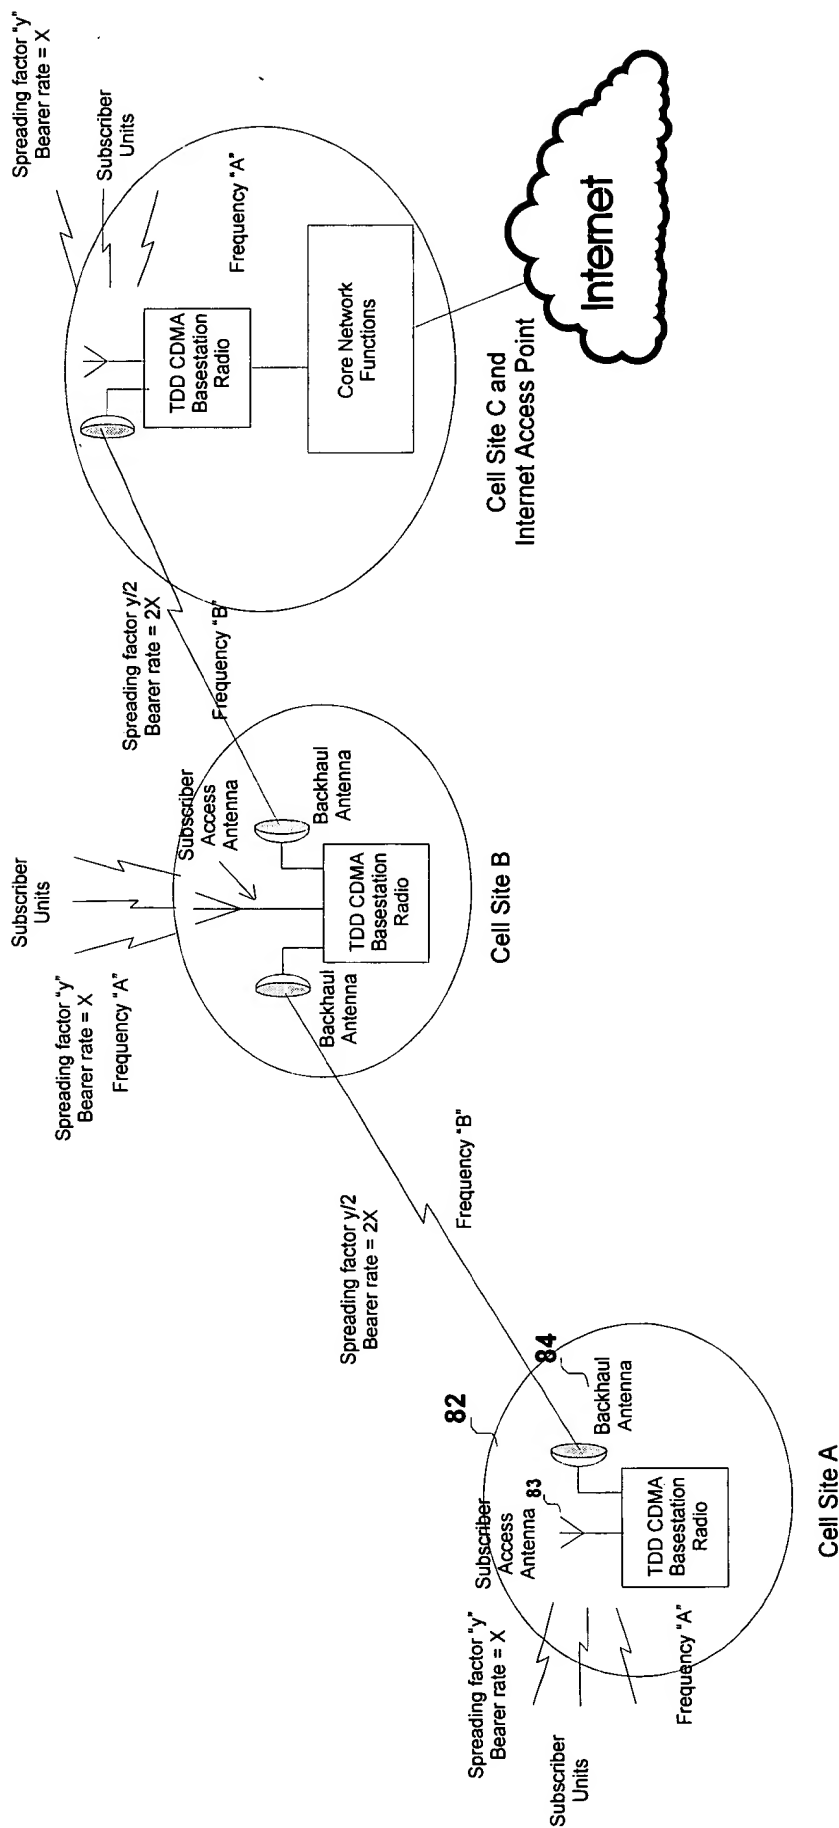 Subscriber
Units
Spreading factor "y"
Bearer rate = X
Frequency "A"
Subscriber
Access
Antenna
83
82
84
Backhaul
Antenna
TDD CDMA
Basestation
Radio
Cell Site A
Spreading factor y/2
Bearer rate = 2X
Frequency "B"
Subscriber
Units
Spreading factor "y"
Bearer rate = X
Frequency "A"
Backhaul
Antenna
Subscriber
Access
Antenna
Backhaul
Antenna
TDD CDMA
Basestation
Radio
Cell Site B
Spreading factor y/2
Bearer rate = 2X
Frequency "B"
Spreading factor "y"
Bearer rate = X
Subscriber
Units
Frequency "A"
TDD CDMA
Basestation
Radio
Core Network
Functions
Cell Site C and
Internet Access Point
Internet